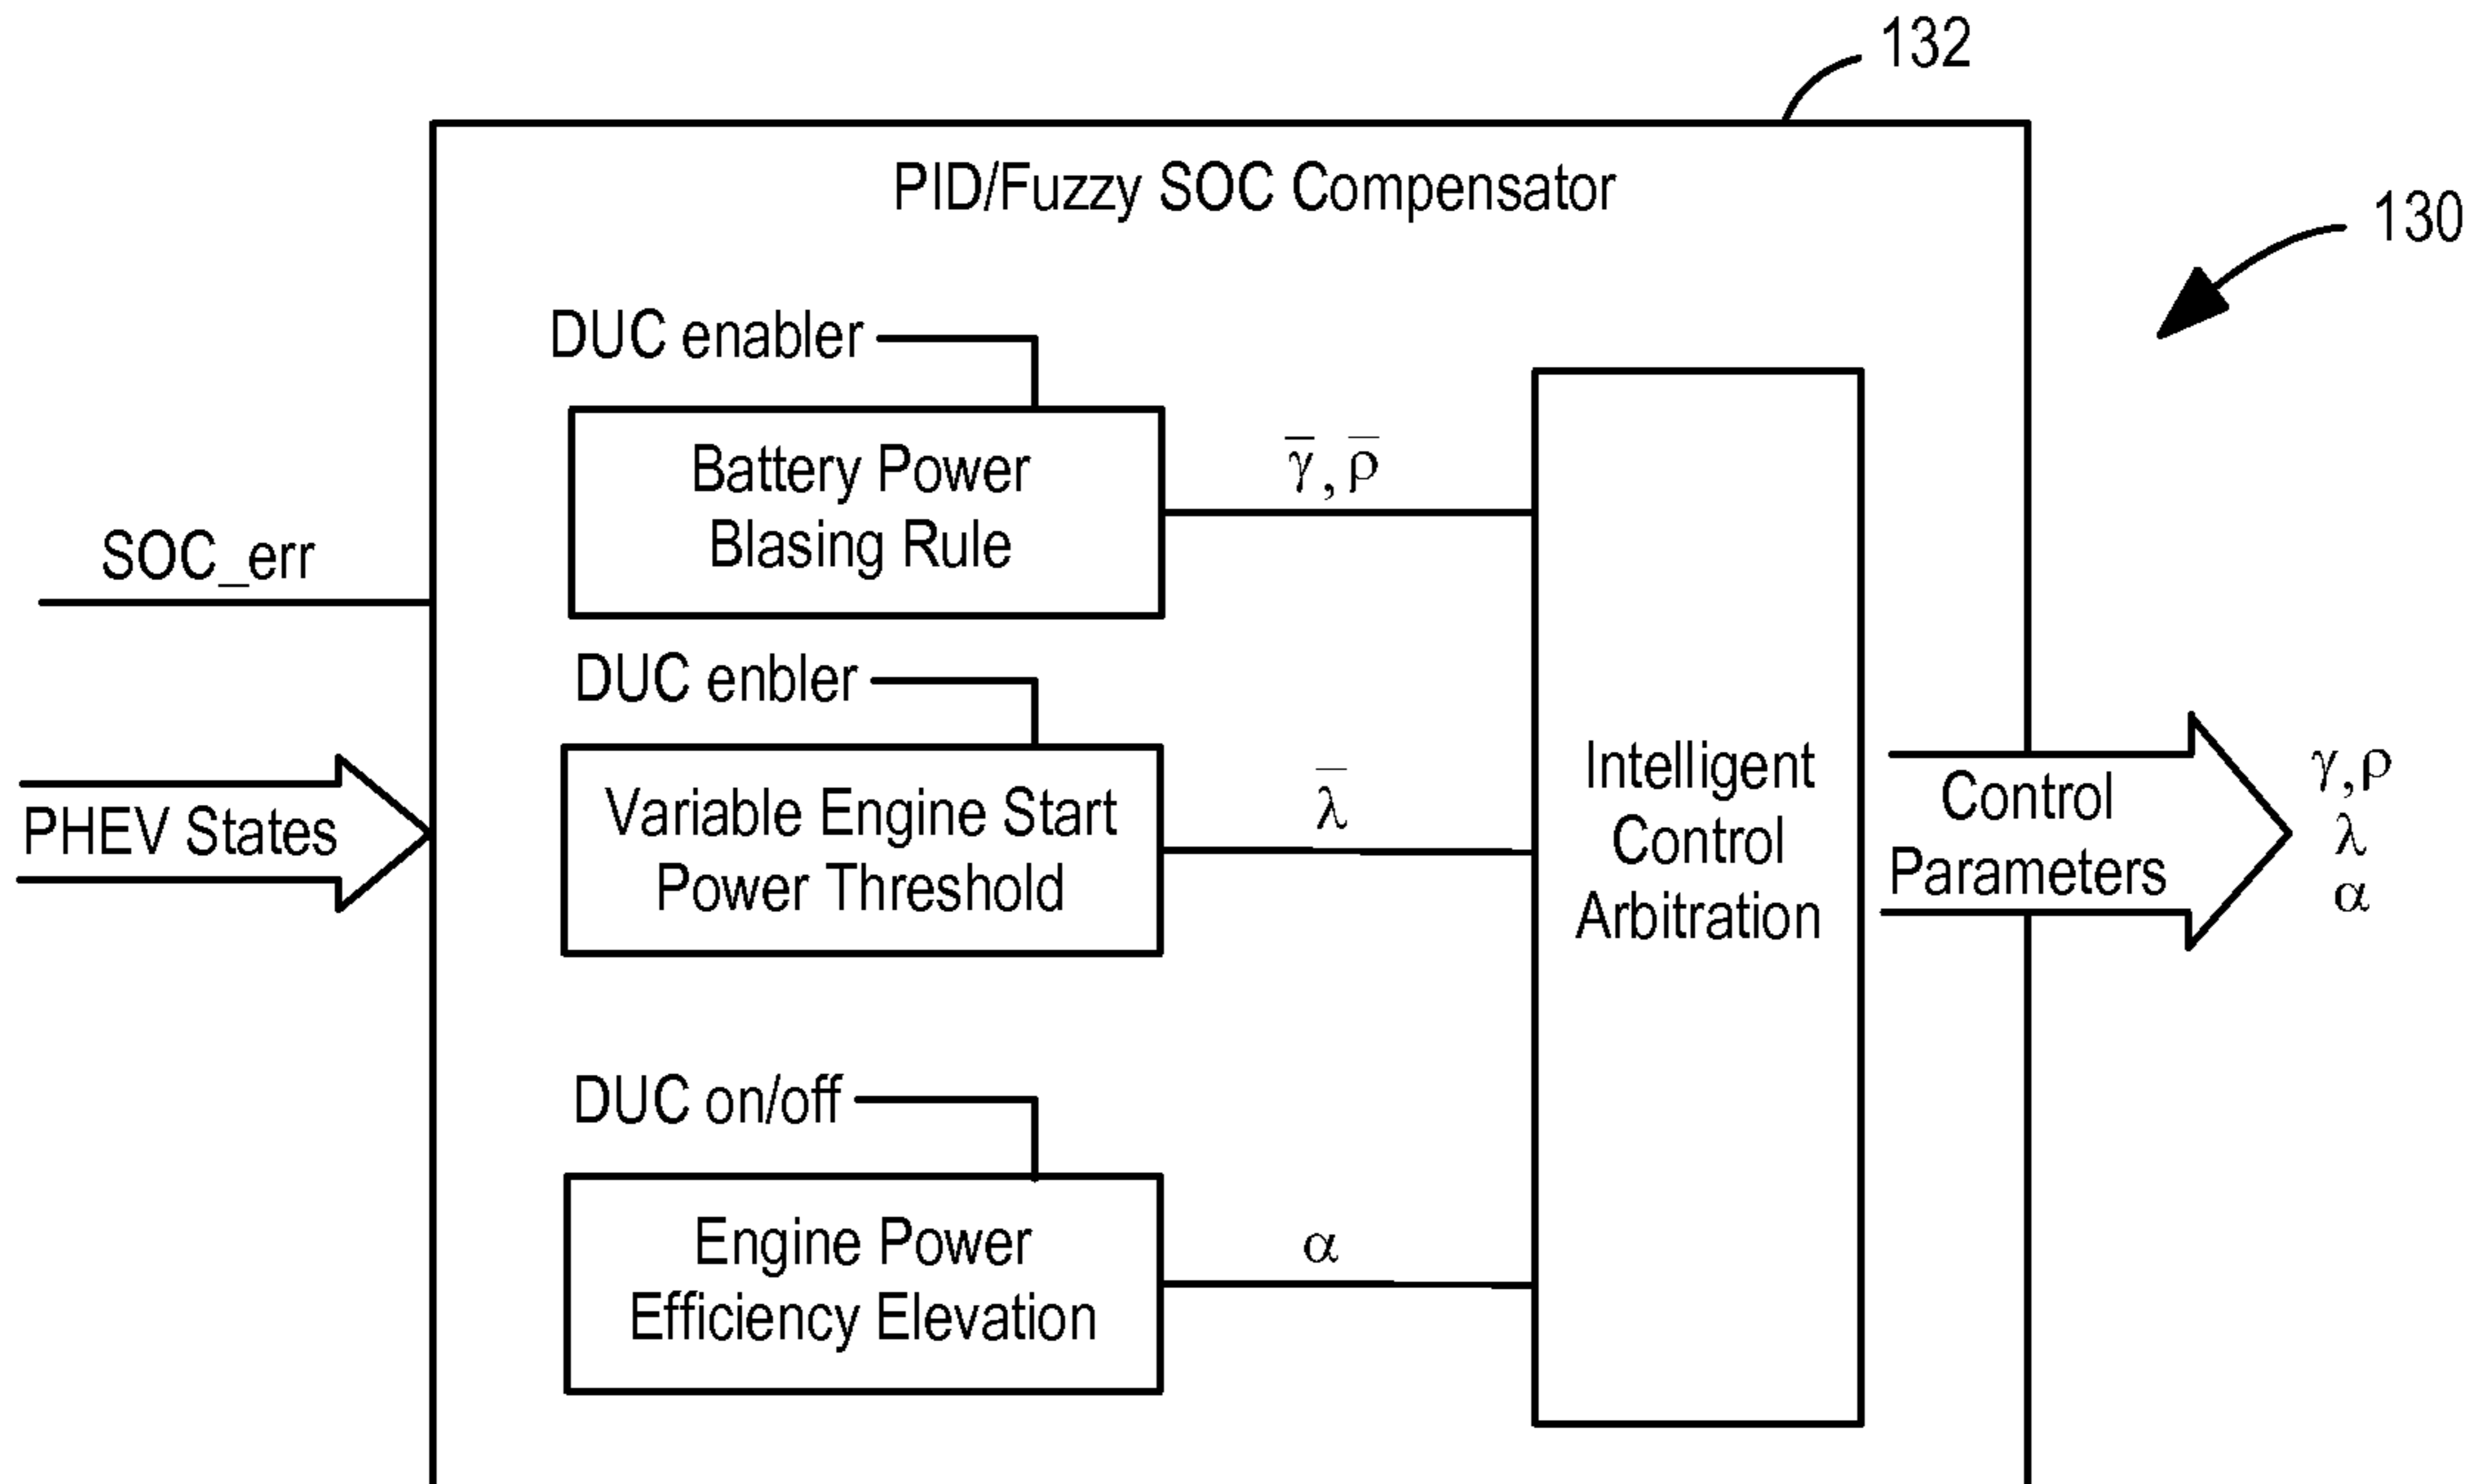 132
PID/Fuzzy SOC Compensator
130
DUC enabler
Battery Power
Blasing Rule
γ̅, ρ̅
SOC_err
DUC enbler
Variable Engine Start
Power Threshold
λ̅
PHEV States
Intelligent
Control
Arbitration
Control
Parameters
γ,ρ
λ
α
DUC on/off
Engine Power
Efficiency Elevation
α